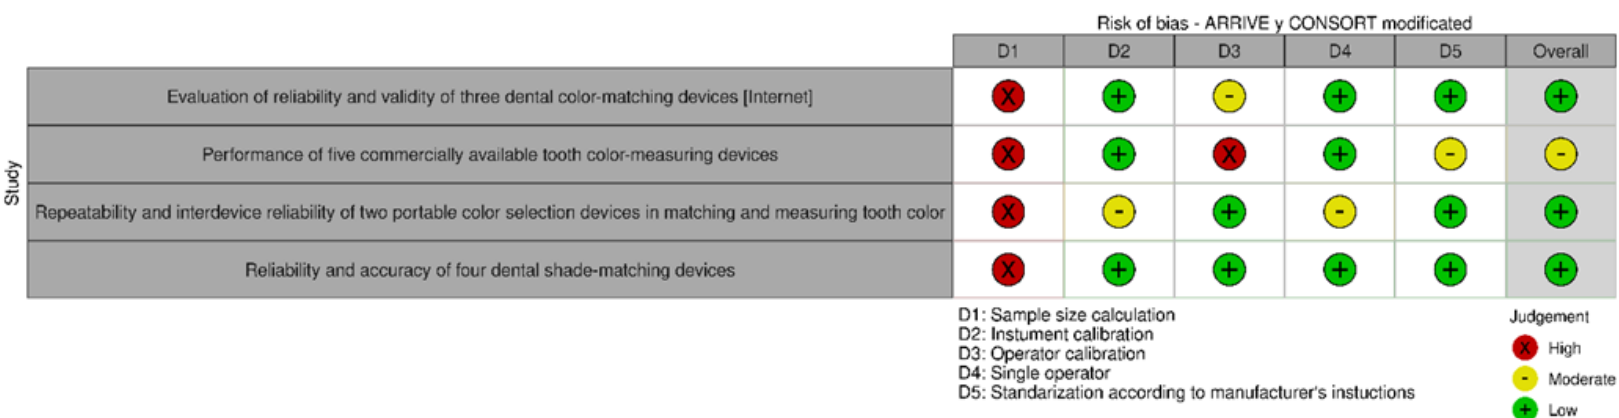 Risk of bias - ARRIVE y CONSORT modificated
D1 D2 D3 D4 D5 Overall
Study
Evaluation of reliability and validity of three dental color-matching devices [Internet] X + - + + +
Performance of five commercially available tooth color-measuring devices X + X + - -
Repeatability and interdevice reliability of two portable color selection devices in matching and measuring tooth color X - + - + +
Reliability and accuracy of four dental shade-matching devices X + + + + +
D1: Sample size calculation
D2: Instument calibration
D3: Operator calibration
D4: Single operator
D5: Standarization according to manufacturer's instuctions
Judgement
X High
- Moderate
+ Low